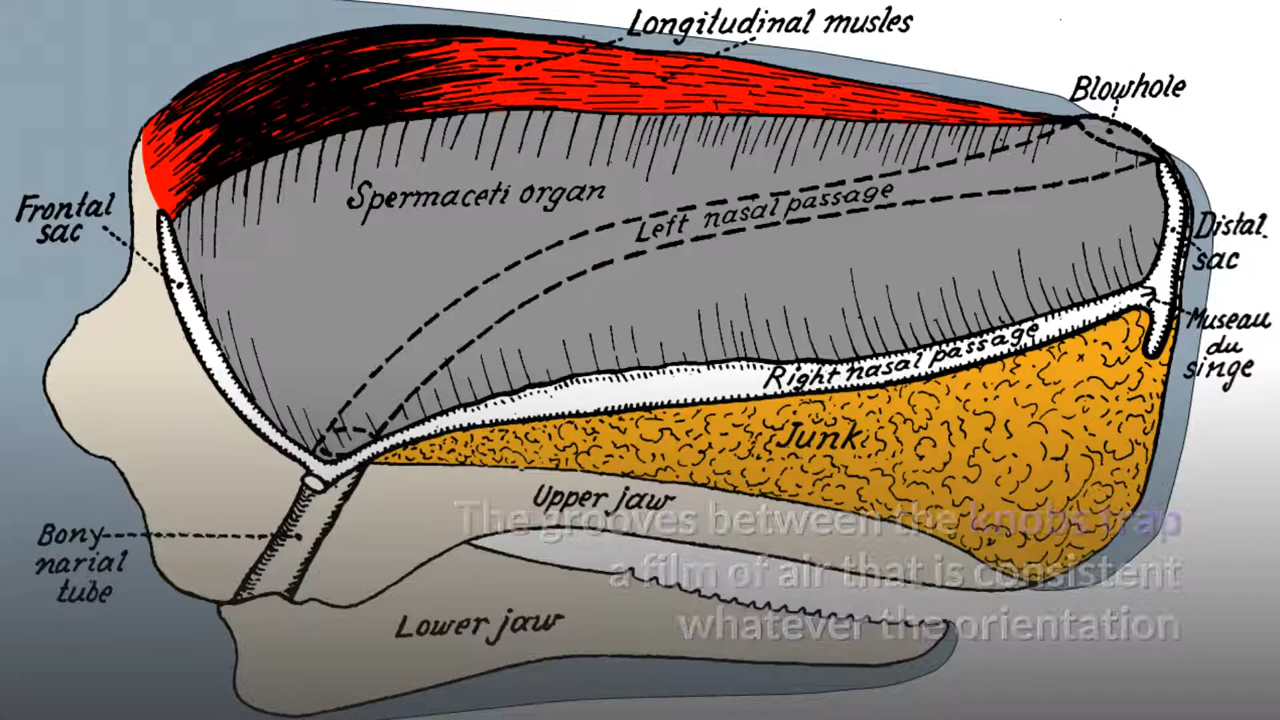 Longitudinal musles
Blowhole
Spermaceti organ
Left nasal passage
Frontal
sac
Distal
sac
Museau
du
singe
Right nasal passage
Junk
Upper jaw
The grooves between the knobs trap
a film of air that is consistent
whatever the orientation
Bony
narial
tube
Lower jaw